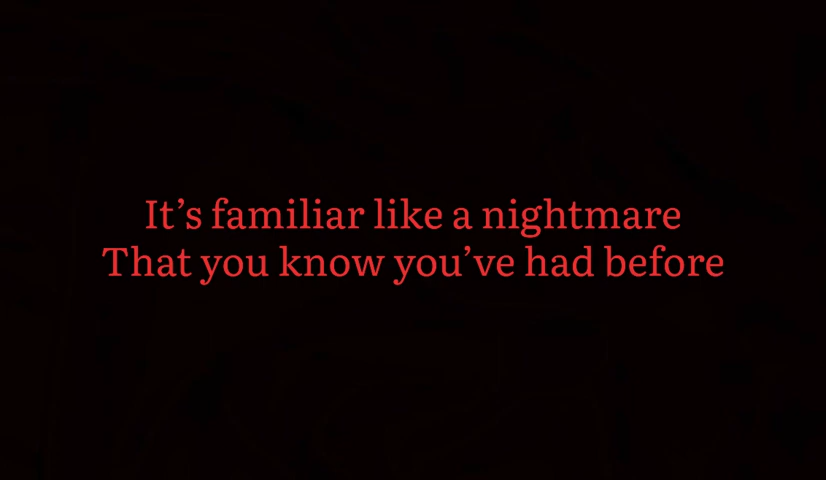 It’s familiar like a nightmare
That you know you’ve had before